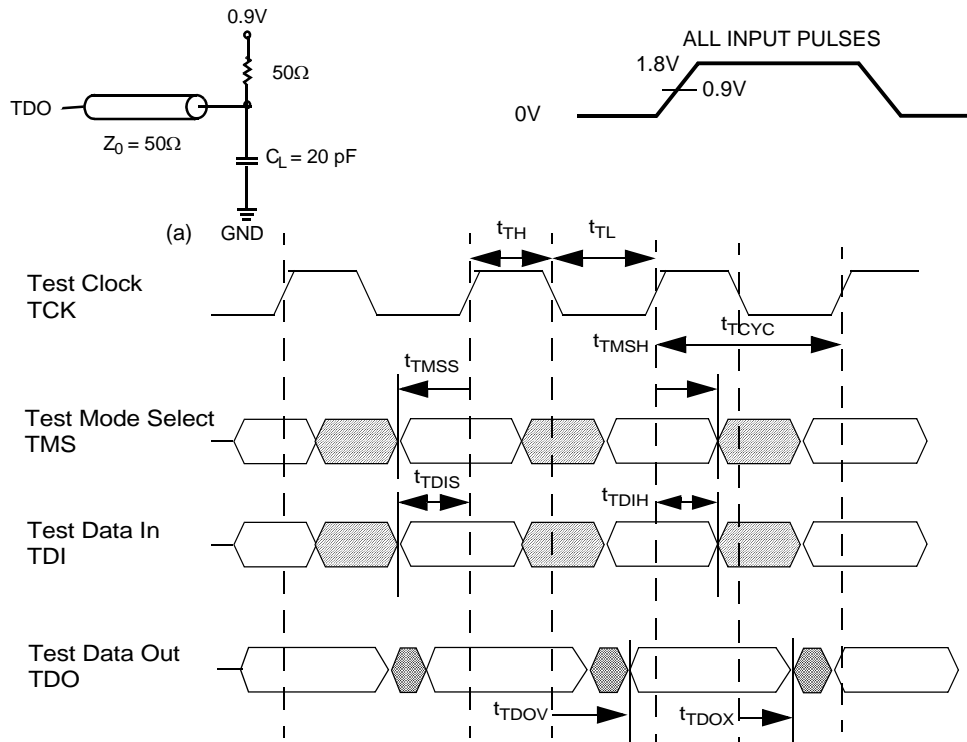 0.9V
50Ω
TDO
Z0 = 50Ω
CL = 20 pF
(a)
GND
ALL INPUT PULSES
1.8V
0.9V
0V
tTH
tTL
Test Clock
TCK
tTCYC
tTMSH
tTMSS
Test Mode Select
TMS
tTDIS
tTDIH
Test Data In
TDI
Test Data Out
TDO
tTDOV
tTDOX